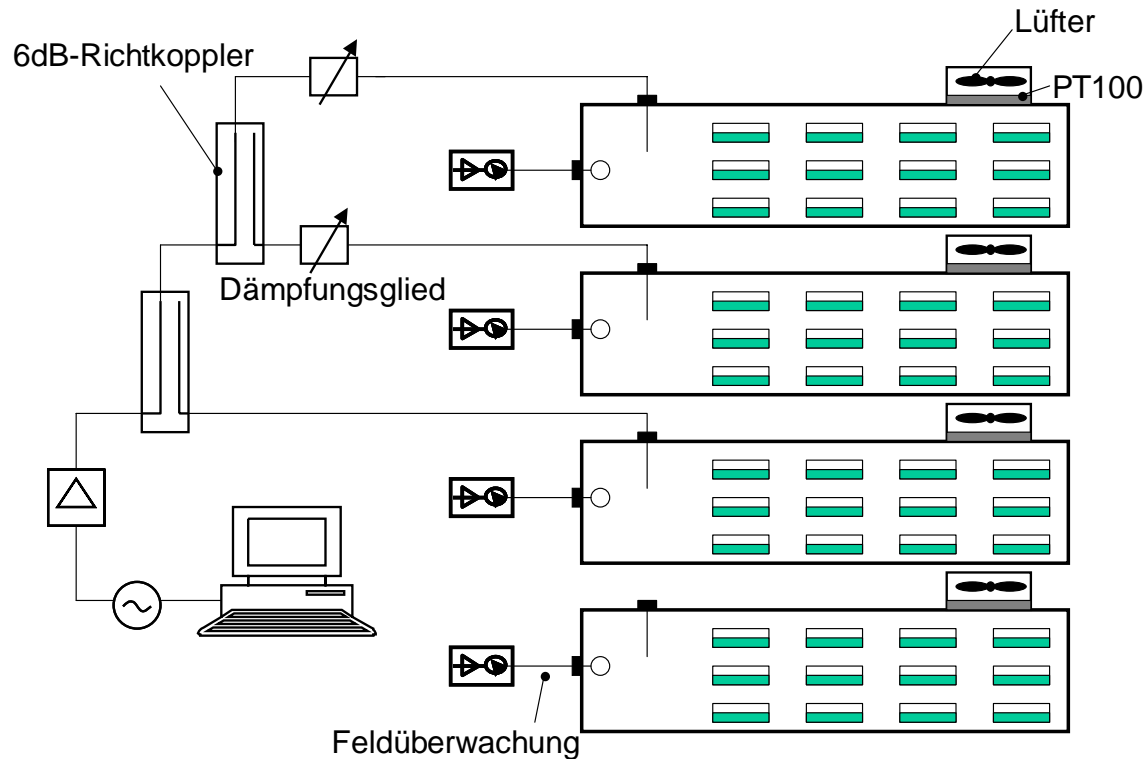 Lüfter
6dB-Richtkoppler
PT100
Dämpfungsglied
Feldüberwachung